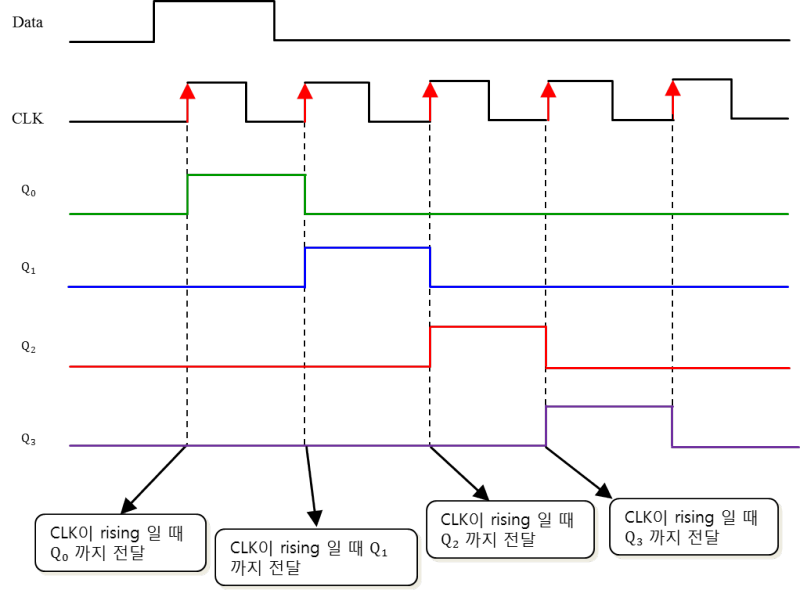 Data
CLK
Q₀
Q₁
Q₂
Q₃
CLK이 rising 일 때
Q₀ 까지 전달
CLK이 rising 일 때 Q₁
까지 전달
CLK이 rising 일 때
Q₂ 까지 전달
CLK이 rising 일 때
Q₃ 까지 전달